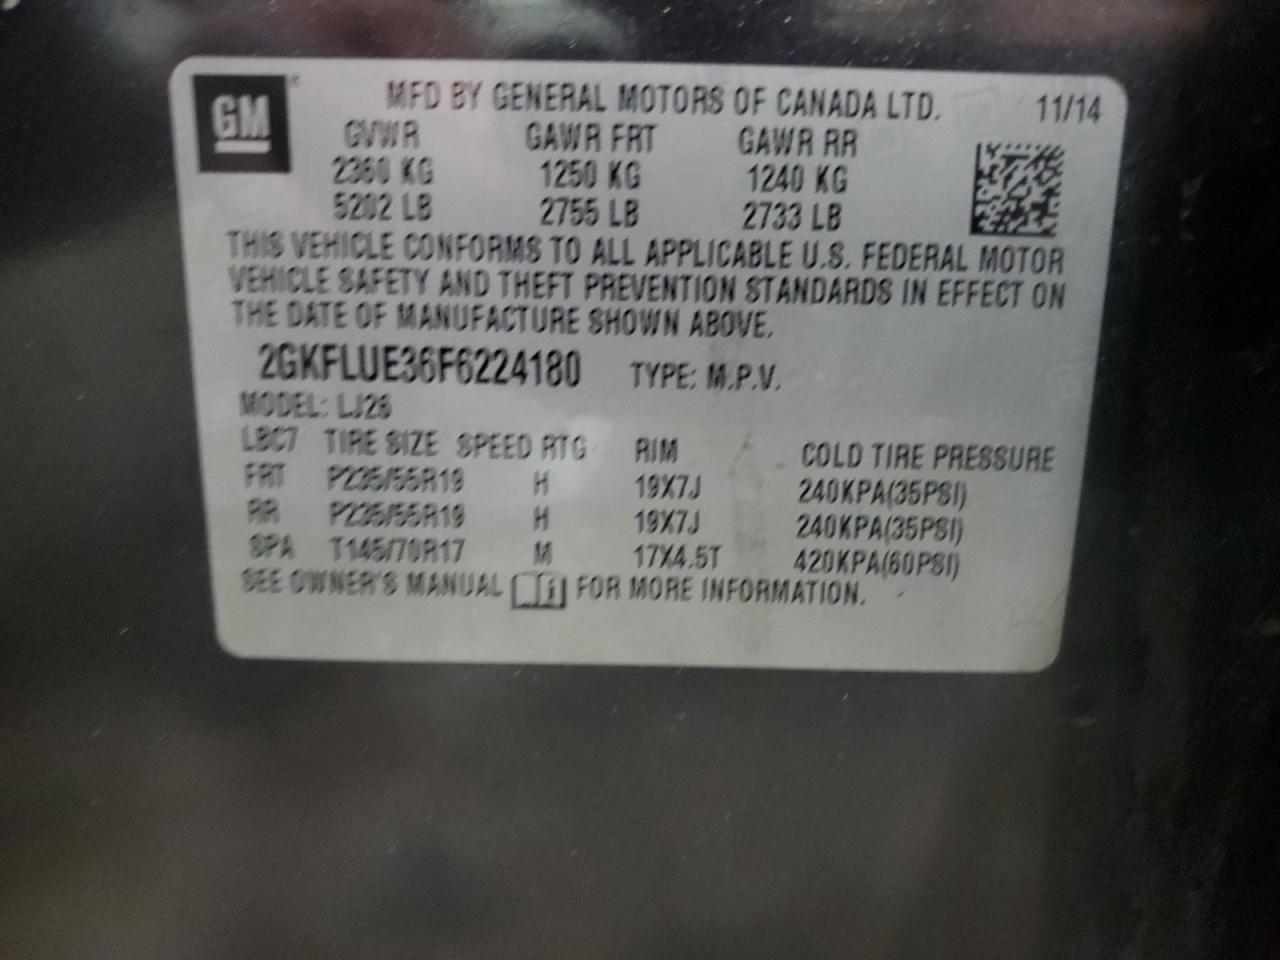 GM
MFD BY GENERAL MOTORS OF CANADA LTD. 11/14
GVWR GAWR FRT GAWR RR
2360 KG 1250 KG 1240 KG
5202 LB 2755 LB 2733 LB
THIS VEHICLE CONFORMS TO ALL APPLICABLE U.S. FEDERAL MOTOR
VEHICLE SAFETY AND THEFT PREVENTION STANDARDS IN EFFECT ON
THE DATE OF MANUFACTURE SHOWN ABOVE.
2GKFLUE36F6224180 TYPE: M.P.V.
MODEL: LJ26
LBC7 TIRE SIZE SPEED RTG RIM COLD TIRE PRESSURE
FRT P235/55R19 H 19X7J 240KPA(35PSI)
RR P235/55R19 H 19X7J 240KPA(35PSI)
SPA T145/70R17 M 17X4.5T 420KPA(60PSI)
SEE OWNER'S MANUAL FOR MORE INFORMATION.